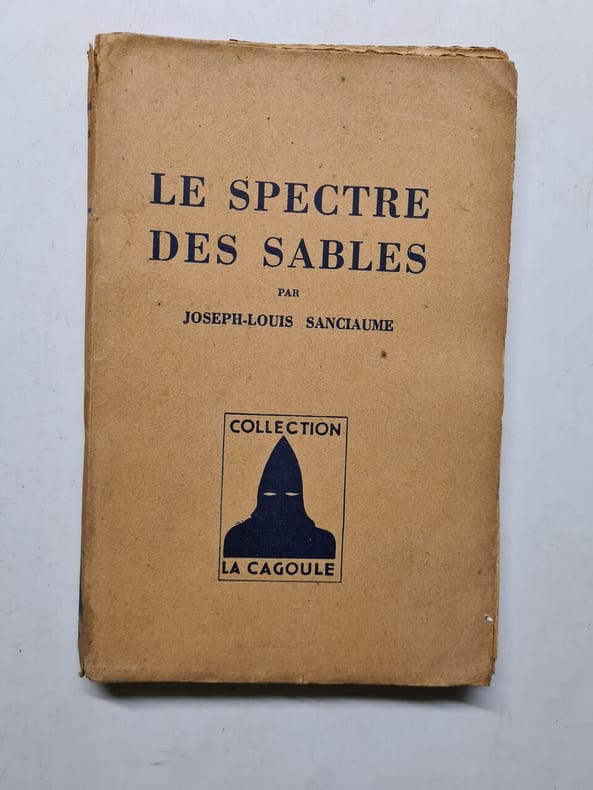 LE SPECTRE
DES SABLES
PAR
JOSEPH-LOUIS SANCIAUME
COLLECTION
LA CAGOULE